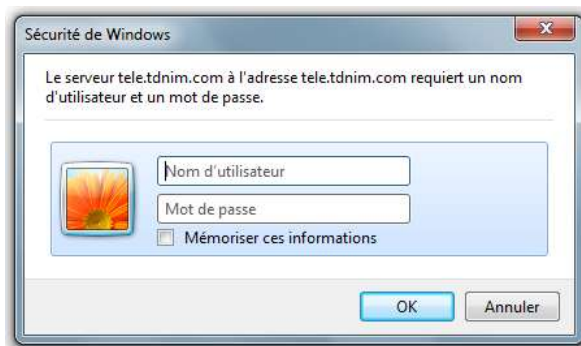 Sécurité de Windows
Le serveur tele.tdnim.com à l'adresse tele.tdnim.com requiert un nom
d'utilisateur et un mot de passe.
Nom d'utilisateur
Mot de passe
Mémoriser ces informations
OK
Annuler